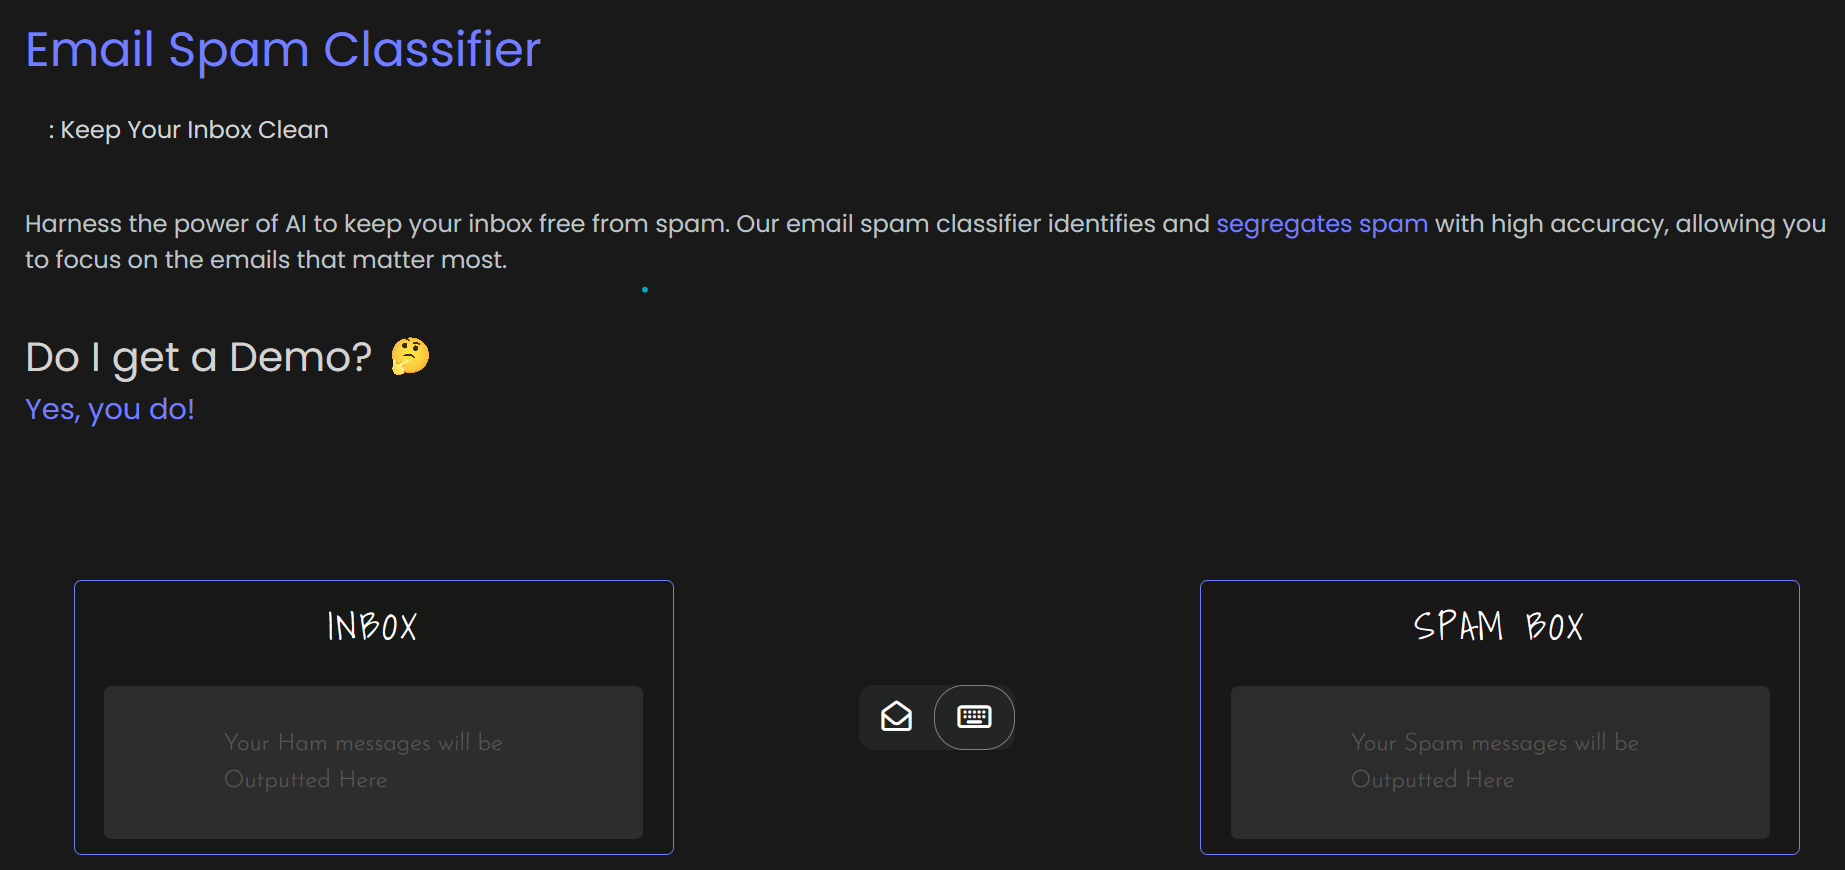 Email Spam Classifier
: Keep Your Inbox Clean
Harness the power of AI to keep your inbox free from spam. Our email spam classifier identifies and segregates spam with high accuracy, allowing you
to focus on the emails that matter most.
Do I get a Demo? 🤔
Yes, you do!
INBOX
Your Ham messages will be
Outputted Here
SPAM BOX
Your Spam messages will be
Outputted Here